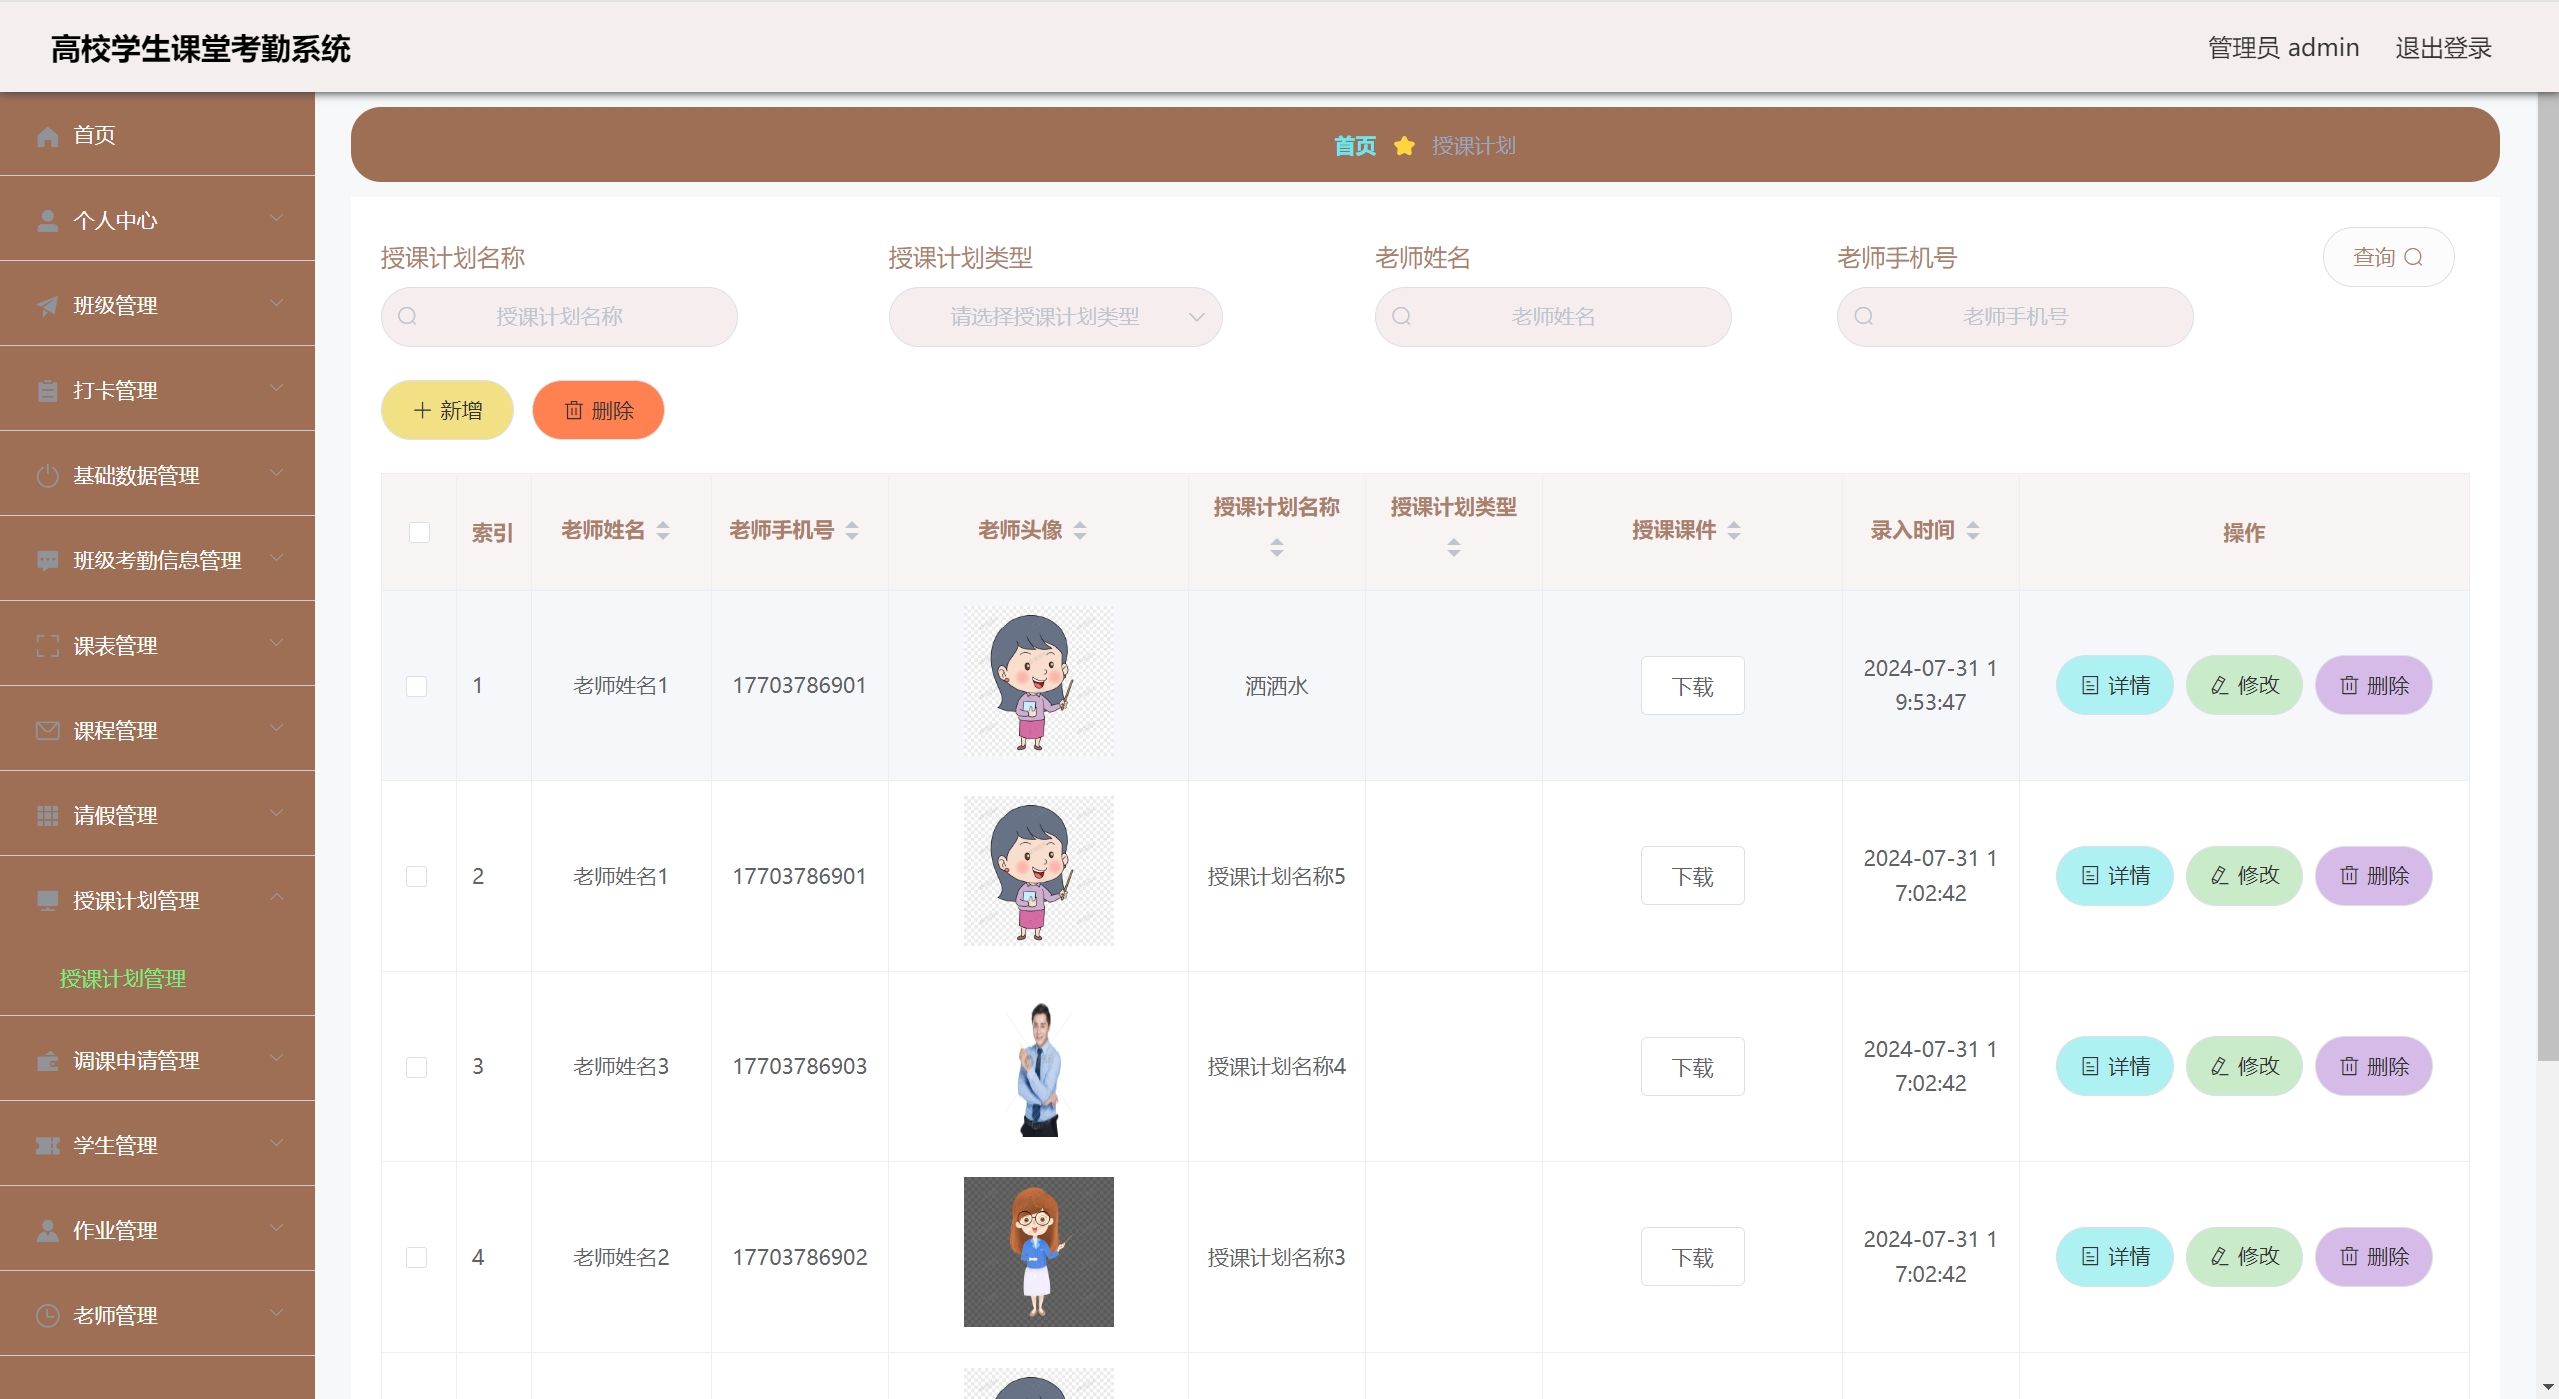 高校学生课堂考勤系统
管理员 admin 退出登录
首页
个人中心
班级管理
打卡管理
基础数据管理
班级考勤信息管理
课表管理
课程管理
请假管理
授课计划管理
授课计划管理
调课申请管理
学生管理
作业管理
老师管理
首页 授课计划
授课计划名称 授课计划类型 老师姓名 老师手机号 查询
授课计划名称 请选择授课计划类型 老师姓名 老师手机号
新增 删除
索引 老师姓名 老师手机号 老师头像 授课计划名称 授课计划类型 授课课件 录入时间 操作
1 老师姓名1 17703786901 洒洒水 下载 2024-07-31 1
9:53:47 详情 修改 删除
2 老师姓名1 17703786901 授课计划名称5 下载 2024-07-31 1
7:02:42 详情 修改 删除
3 老师姓名3 17703786903 授课计划名称4 下载 2024-07-31 1
7:02:42 详情 修改 删除
4 老师姓名2 17703786902 授课计划名称3 下载 2024-07-31 1
7:02:42 详情 修改 删除